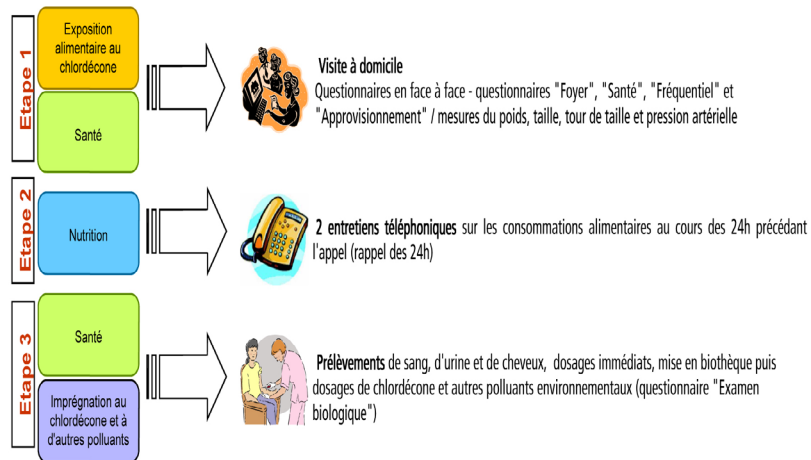 Etape 1
Exposition
alimentaire au
chlordécone
Santé
Visite à domicile
Questionnaires en face à face - questionnaires "Foyer", "Santé", "Fréquentiel" et
"Approvisionnement" / mesures du poids, taille, tour de taille et pression artérielle
Etape 2
Nutrition
2 entretiens téléphoniques sur les consommations alimentaires au cours des 24h précédant
l'appel (rappel des 24h)
Etape 3
Santé
Imprégnation au
chlordécone et à
d'autres polluants
Prélèvements de sang, d'urine et de cheveux, dosages immédiats, mise en biothèque puis
dosages de chlordécone et autres polluants environnementaux (questionnaire "Examen
biologique")